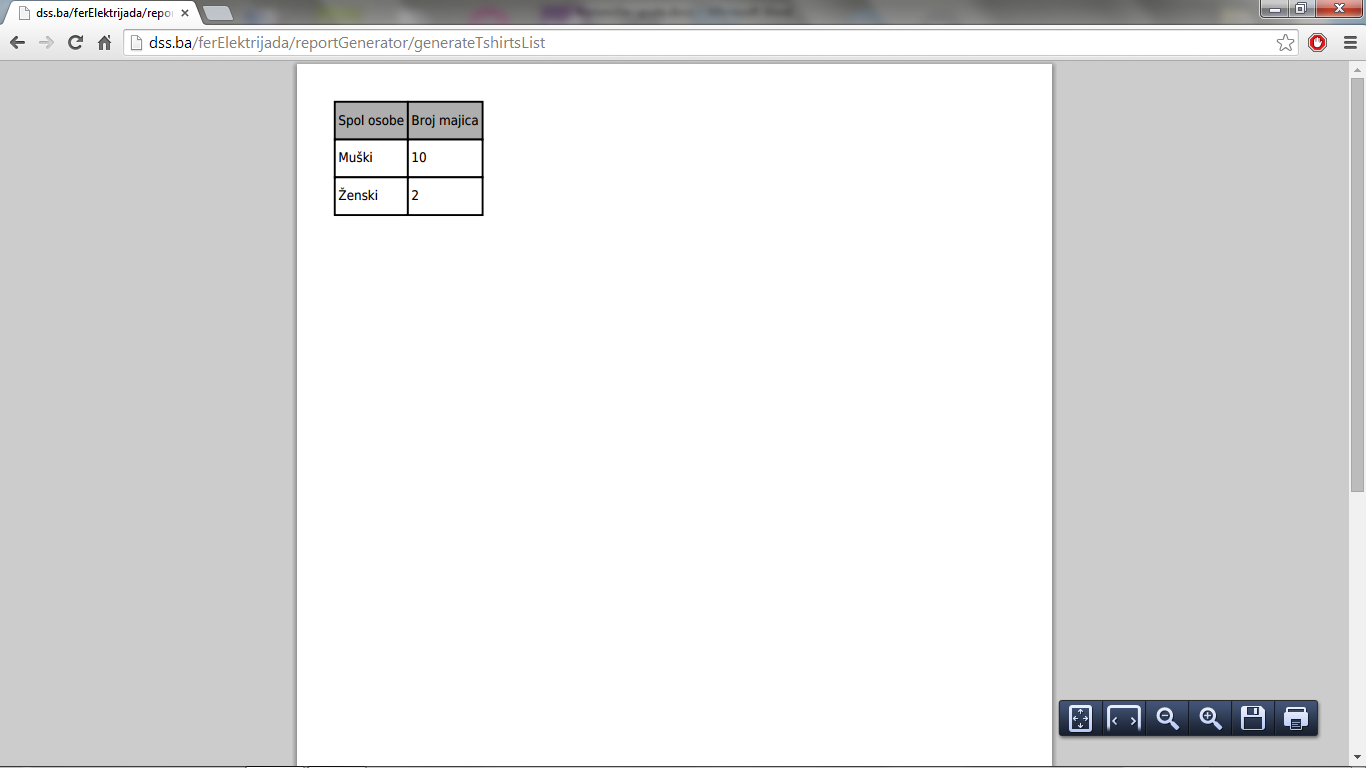 dss.ba/ferElektrijada/repo
dss.ba/ferElektrijada/reportGenerator/generateTshirtsList
Spol osobe Broj majica
Muški 10
Ženski 2